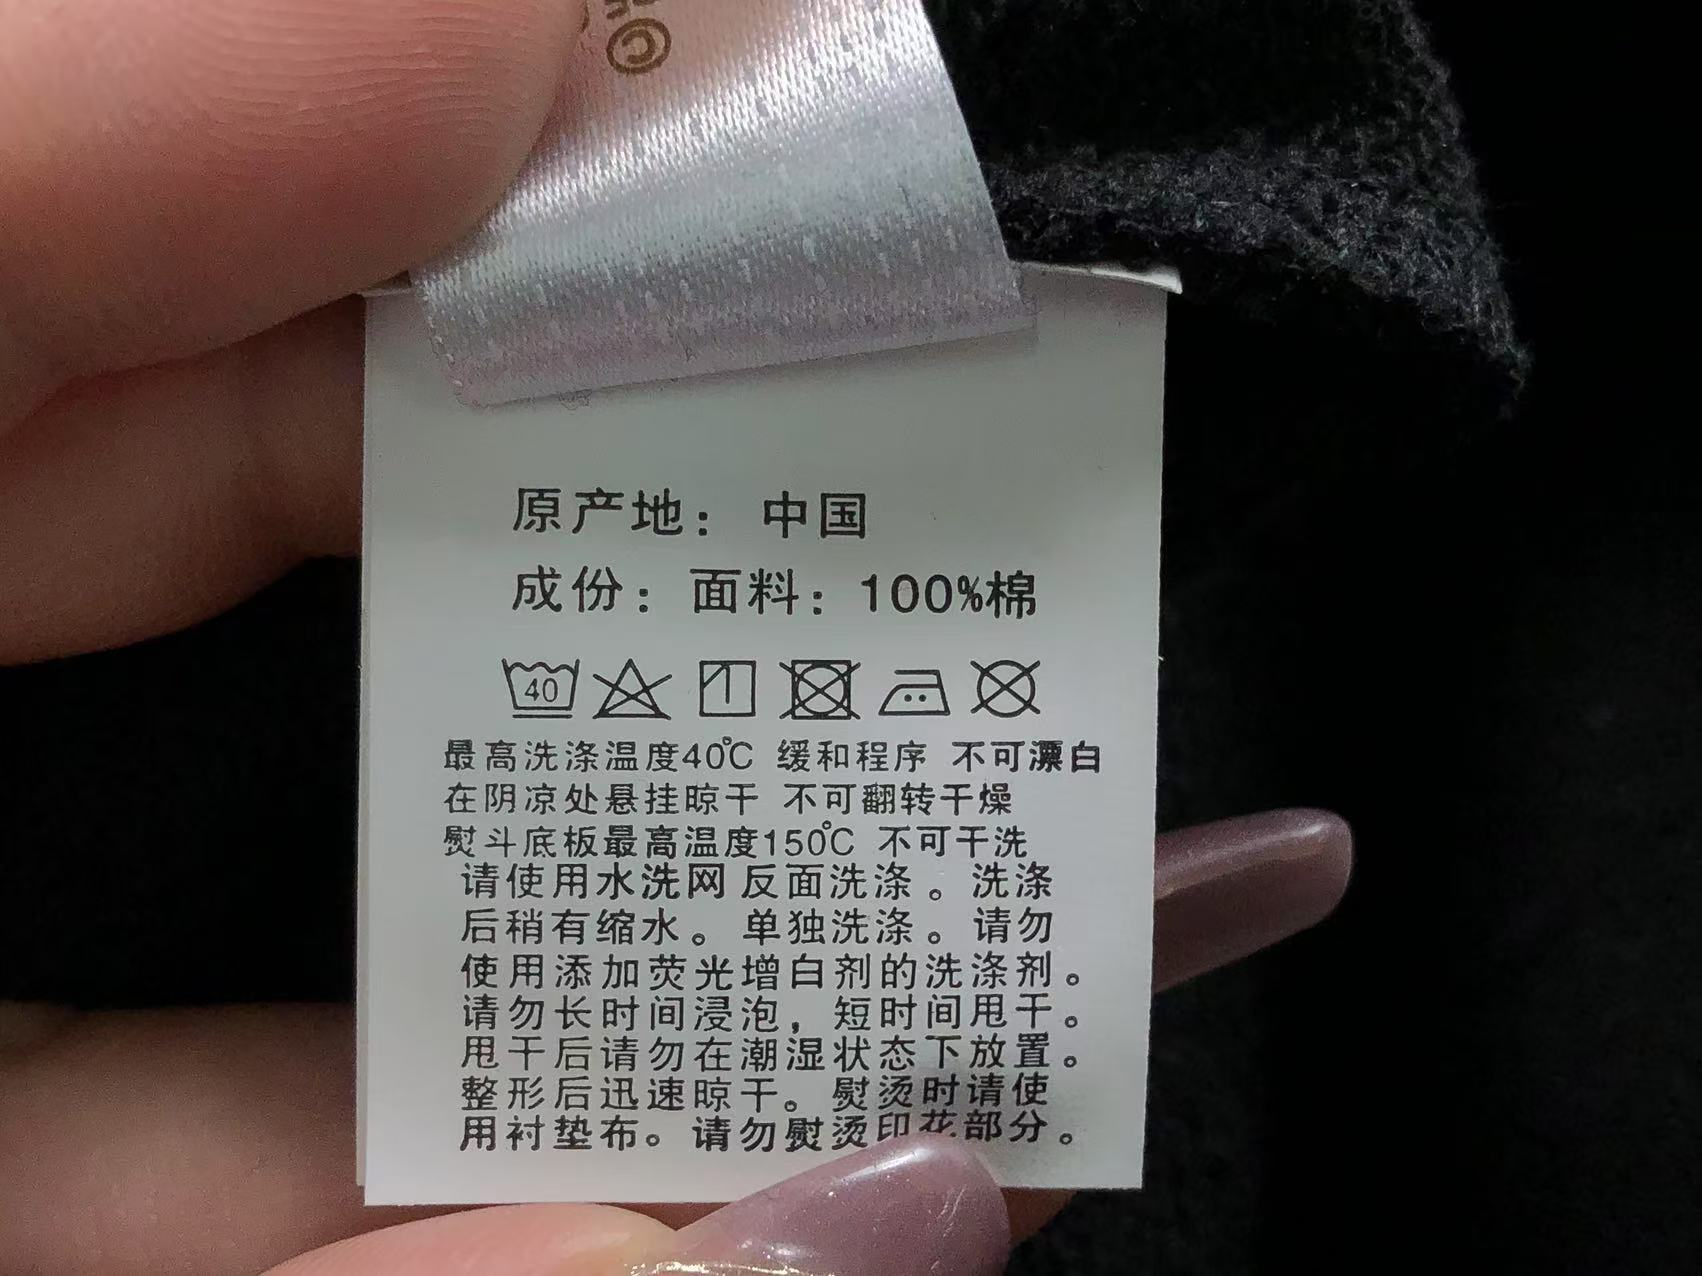 ©
原产地：中国
成份：面料：100%棉
40
最高洗涤温度40℃ 缓和程序 不可漂白
在阴凉处悬挂晾干 不可翻转干燥
熨斗底板最高温度150℃ 不可干洗
请使用水洗网反面洗涤。洗涤
后稍有缩水。单独洗涤。请勿
使用添加荧光增白剂的洗涤剂。
请勿长时间浸泡，短时间甩干。
甩干后请勿在潮湿状态下放置。
整形后迅速晾干。熨烫时请使
用衬垫布。请勿熨烫印花部分。